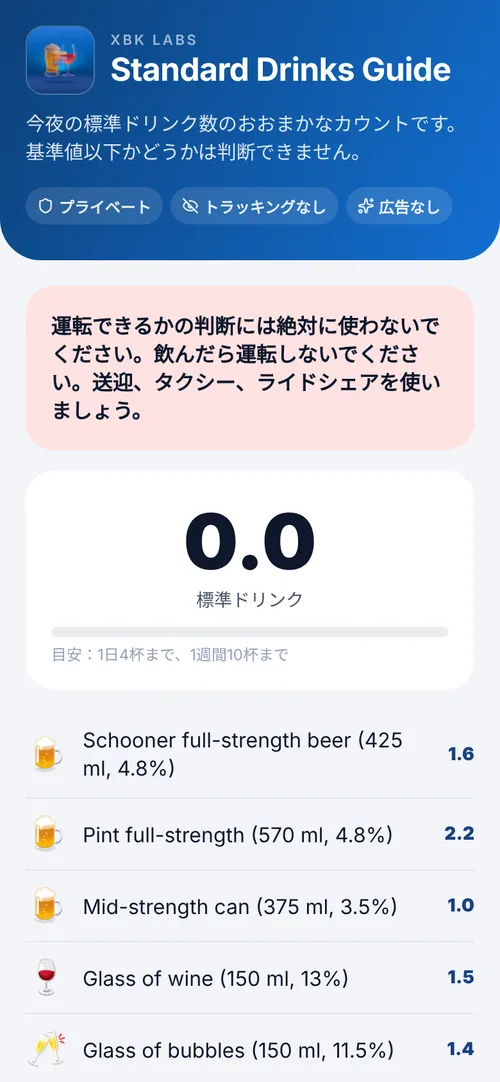 XBK LABS
Standard Drinks Guide
今夜の標準ドリンク数のおおまかなカウントです。
基準値以下かどうかは判断できません。
プライベート
トラッキングなし
広告なし
運転できるかの判断には絶対に使わないで
ください。飲んだら運転しないでくださ
い。送迎、タクシー、ライドシェアを使い
ましょう。
0.0
標準ドリンク
目安：1日4杯まで、1週間10杯まで
Schooner full-strength beer (425
ml, 4.8%)
1.6
Pint full-strength (570 ml, 4.8%)
2.2
Mid-strength can (375 ml, 3.5%)
1.0
Glass of wine (150 ml, 13%)
1.5
Glass of bubbles (150 ml, 11.5%)
1.4